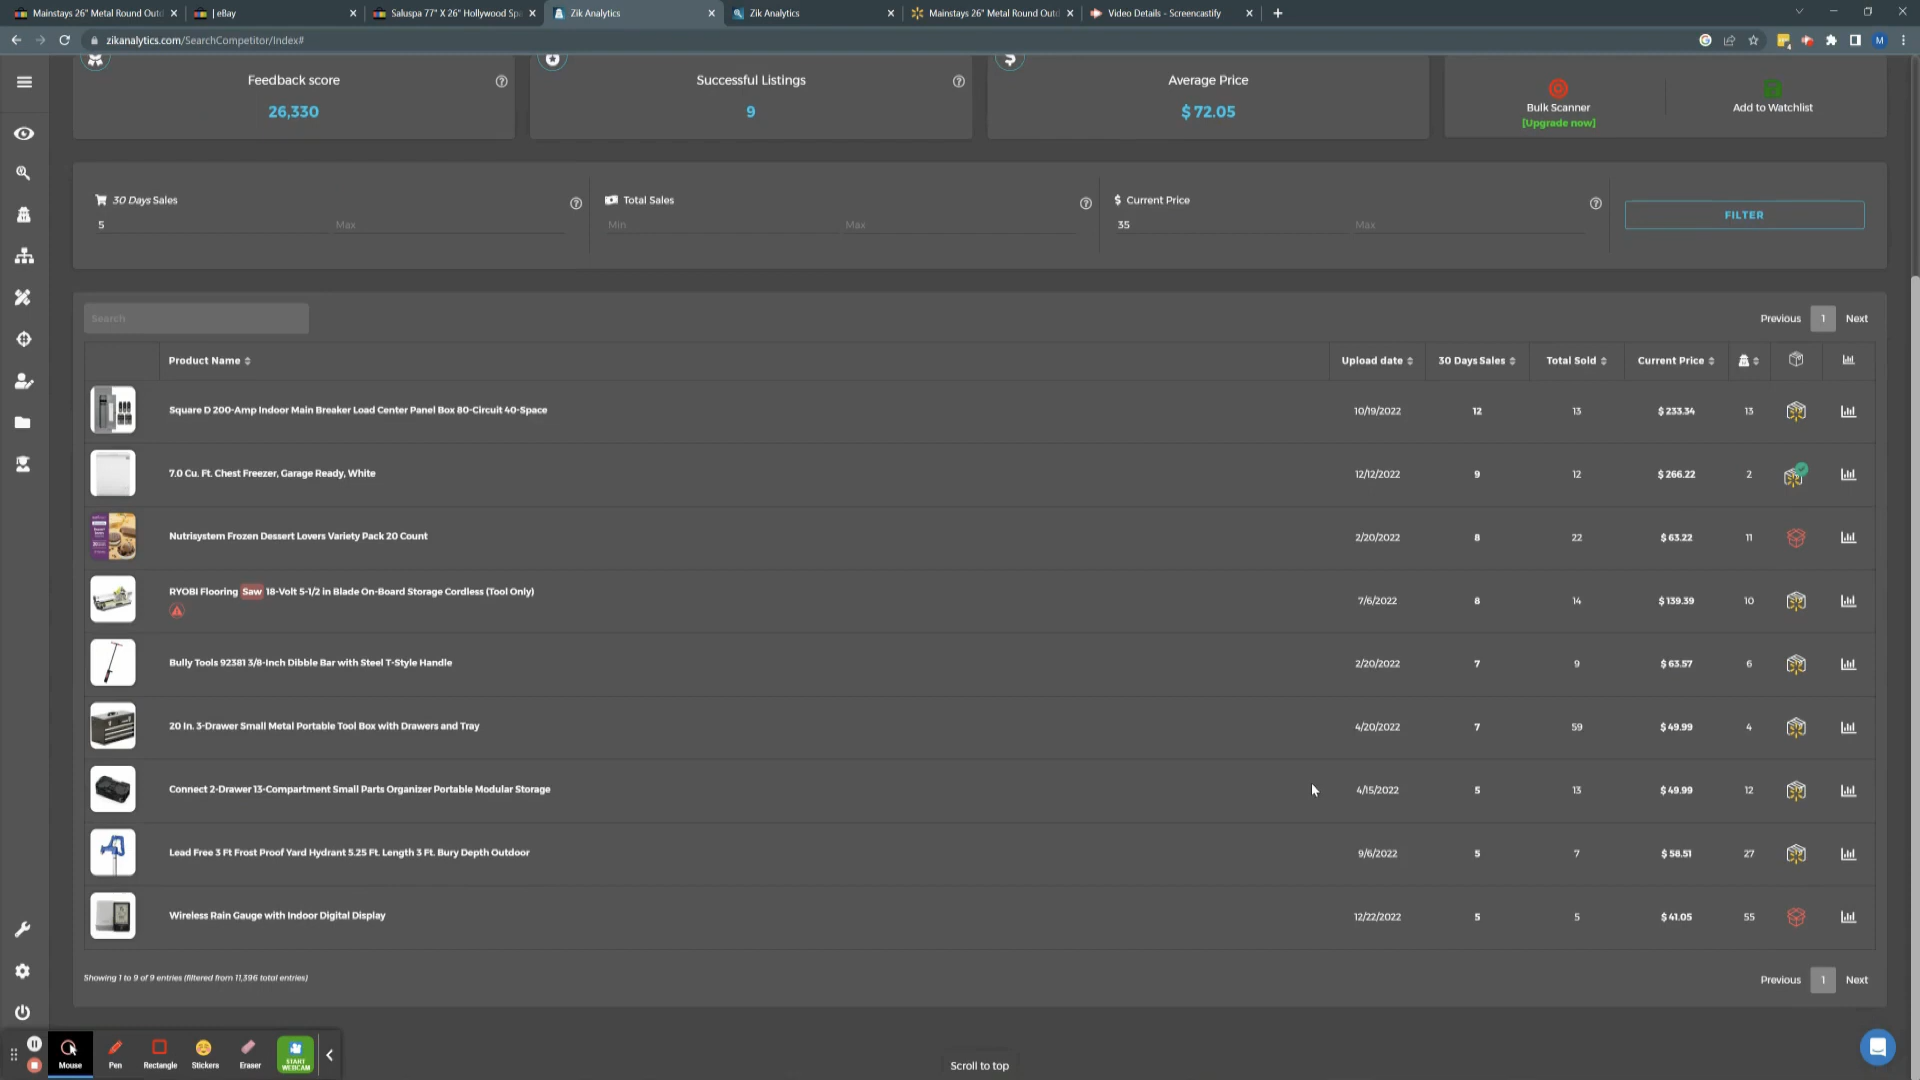 Mainstays 26" Metal Round Outd
| eBay
Saluspa 77" X 26" Hollywood Spa
Zik Analytics
Zik Analytics
Mainstays 26" Metal Round Outd
Video Details - Screencastify
zikanalytics.com/SearchCompetitor/Index#
M
Feedback score
26,330
Successful Listings
9
Average Price
$ 72.05
Bulk Scanner
[Upgrade now]
Add to Watchlist
30 Days Sales
5 Max
Total Sales
Min Max
$ Current Price
35 Max
FILTER
Search
Previous 1 Next
Product Name Upload date 30 Days Sales Total Sold Current Price
Square D 200-Amp Indoor Main Breaker Load Center Panel Box 80-Circuit 40-Space 10/19/2022 12 13 $ 233.34 13
7.0 Cu. Ft. Chest Freezer, Garage Ready, White 12/12/2022 9 12 $ 266.22 2
Nutrisystem Frozen Dessert Lovers Variety Pack 20 Count 2/20/2022 8 22 $ 63.22 11
RYOBI Flooring Saw 18-Volt 5-1/2 in Blade On-Board Storage Cordless (Tool Only) 7/6/2022 8 14 $ 139.39 10
Bully Tools 92381 3/8-Inch Dibble Bar with Steel T-Style Handle 2/20/2022 7 9 $ 63.57 6
20 In. 3-Drawer Small Metal Portable Tool Box with Drawers and Tray 4/20/2022 7 59 $ 49.99 4
Connect 2-Drawer 13-Compartment Small Parts Organizer Portable Modular Storage 4/15/2022 5 13 $ 49.99 12
Lead Free 3 Ft Frost Proof Yard Hydrant 5.25 Ft. Length 3 Ft. Bury Depth Outdoor 9/6/2022 5 7 $ 58.51 27
Wireless Rain Gauge with Indoor Digital Display 12/22/2022 5 5 $ 41.05 55
Showing 1 to 9 of 9 entries (filtered from 11,396 total entries)
Previous 1 Next
Mouse Pen Rectangle Stickers Eraser START WEBCAM
Scroll to top